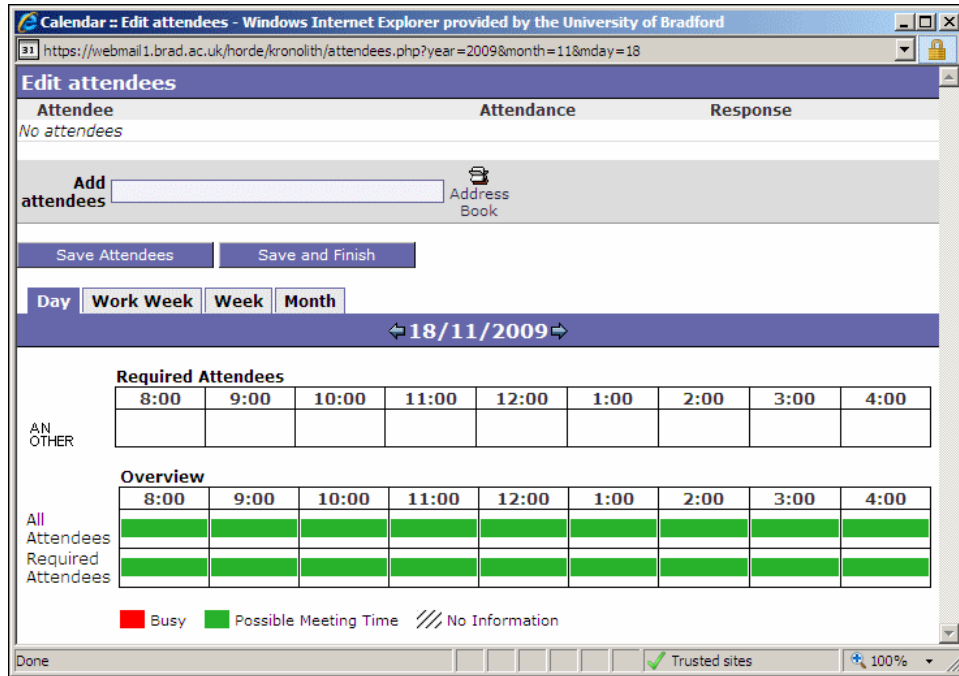 Calendar :: Edit attendees - Windows Internet Explorer provided by the University of Bradford
31 https://webmail1.brad.ac.uk/horde/kronolith/attendees.php?year=2009&month=11&mday=18
Edit attendees
Attendee Attendance Response
No attendees
Add attendees
Address Book
Save Attendees Save and Finish
Day Work Week Week Month
18/11/2009
Required Attendees
8:00 9:00 10:00 11:00 12:00 1:00 2:00 3:00 4:00
AN
OTHER
Overview
8:00 9:00 10:00 11:00 12:00 1:00 2:00 3:00 4:00
All
Attendees
Required
Attendees
Busy Possible Meeting Time No Information
Done Trusted sites 100%